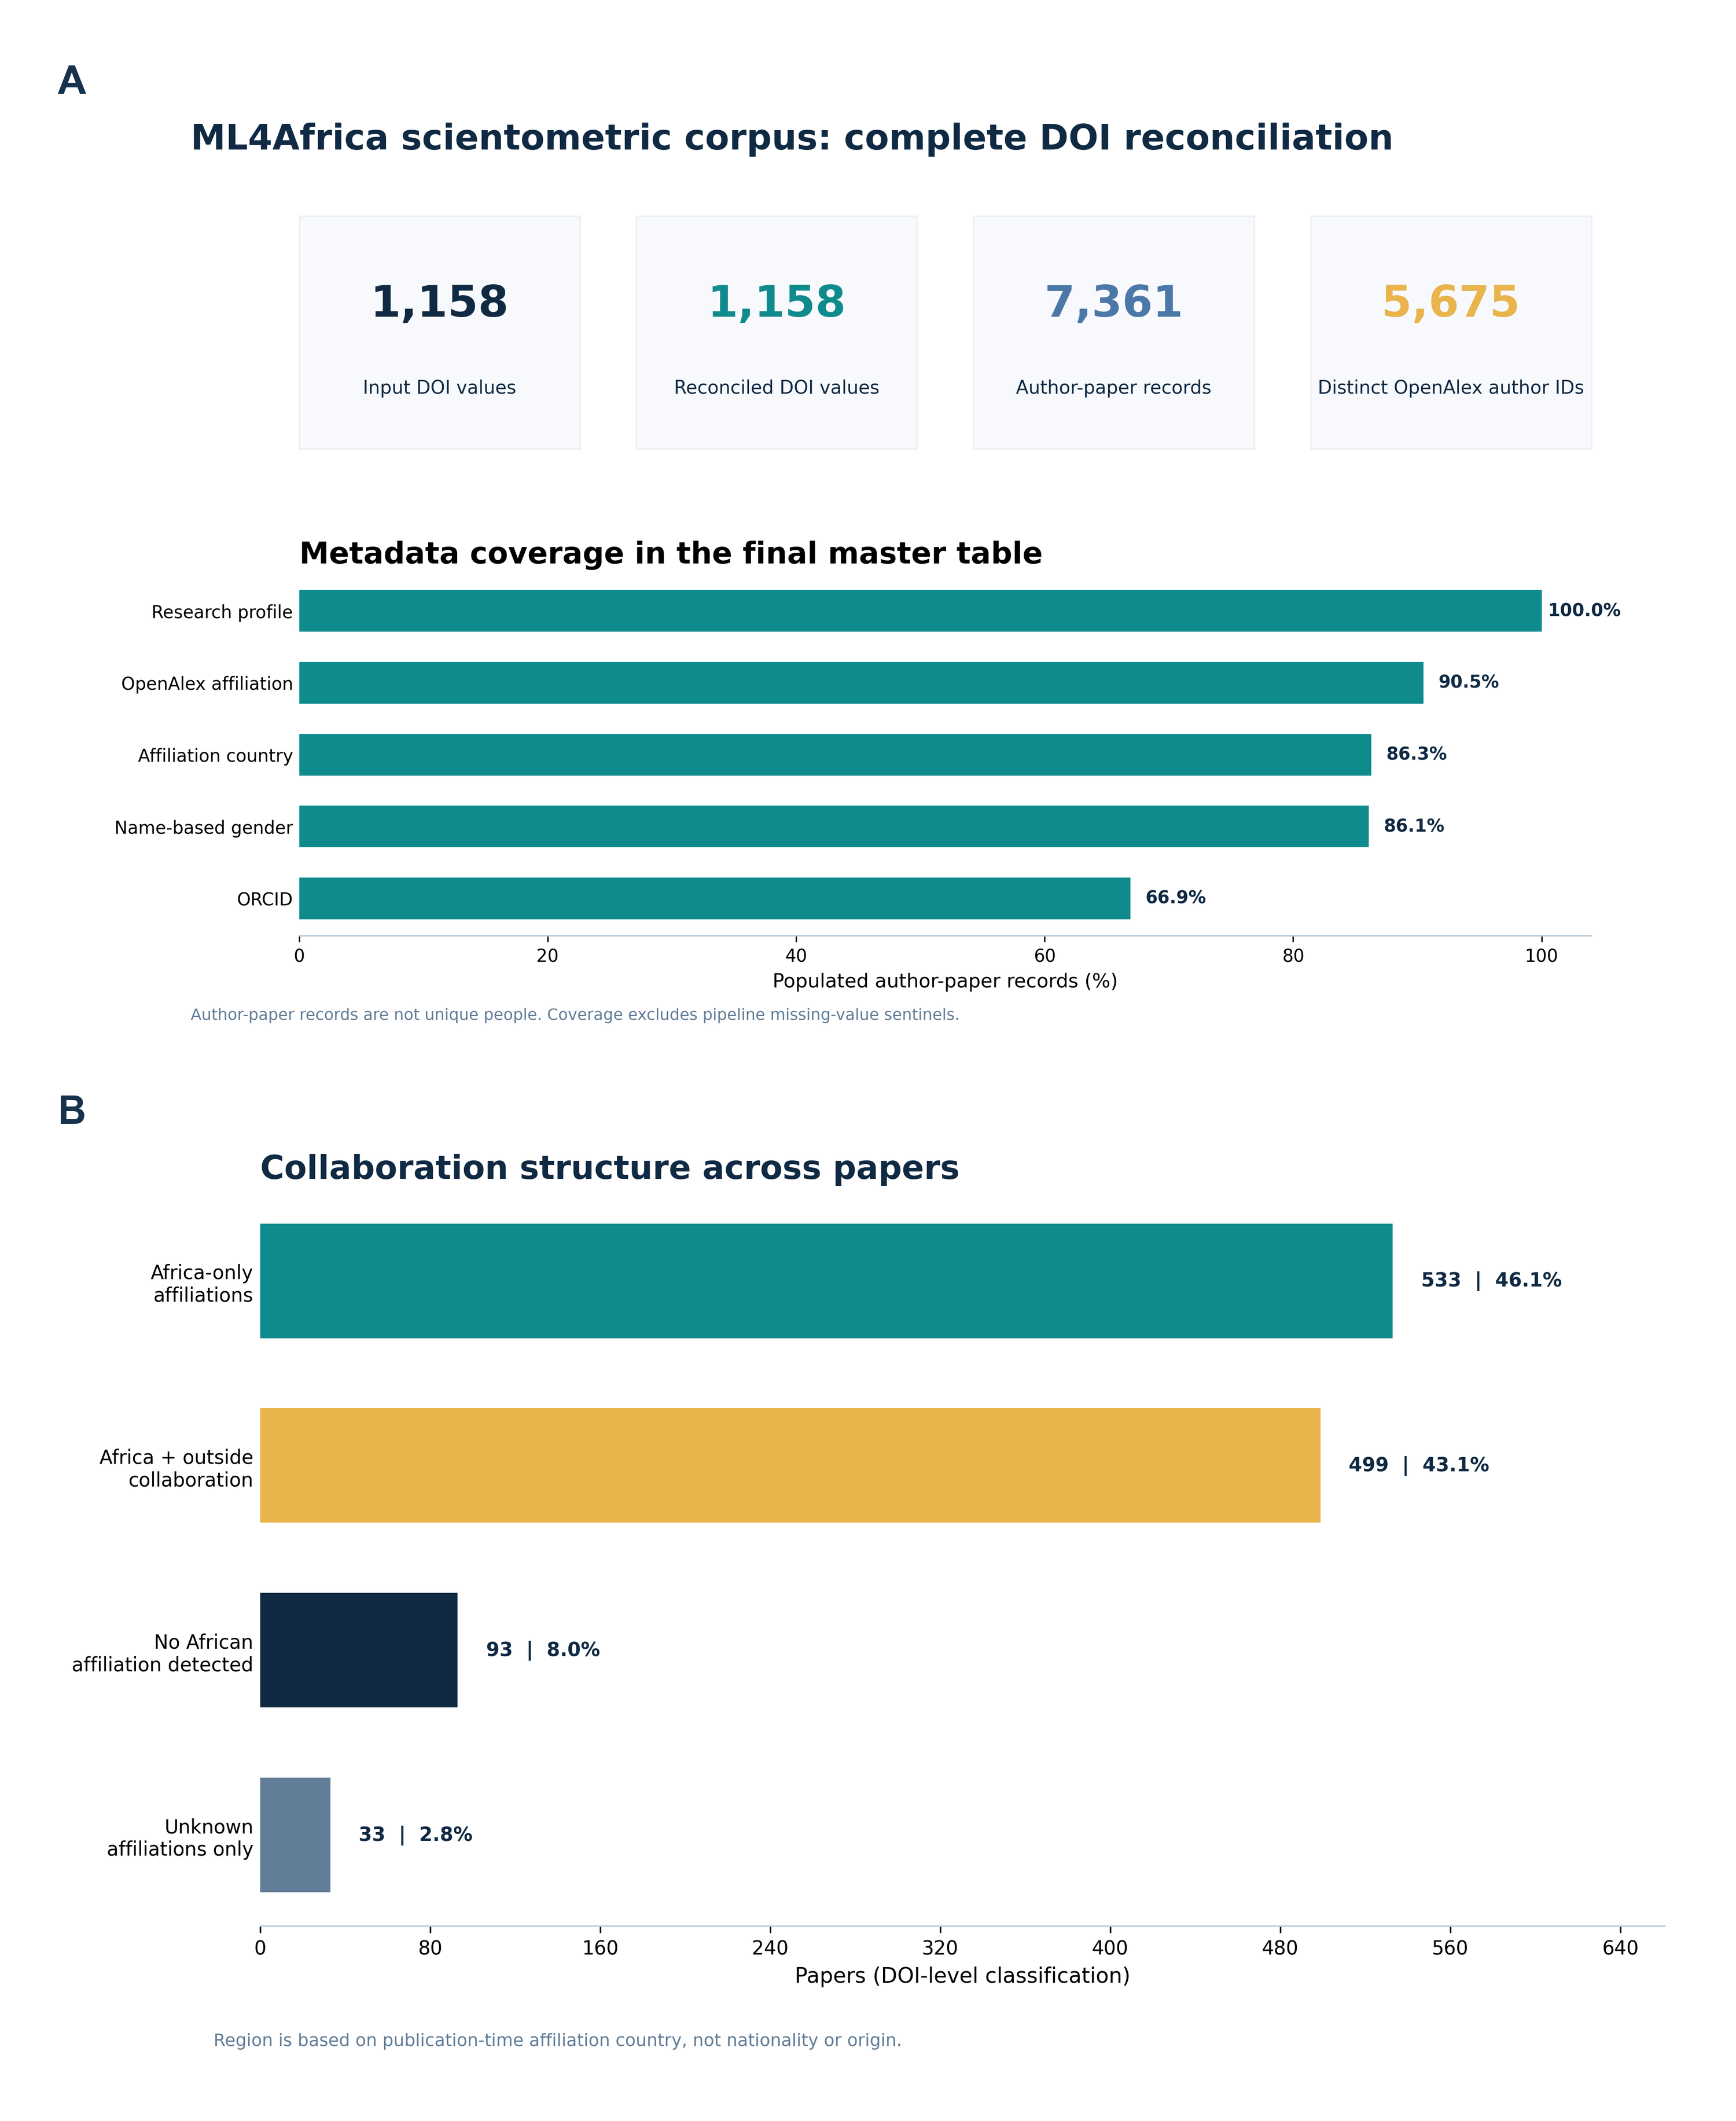 A
ML4Africa scientometric corpus: complete DOI reconciliation
1,158
Input DOI values
1,158
Reconciled DOI values
7,361
Author-paper records
5,675
Distinct OpenAlex author IDs
Metadata coverage in the final master table
Research profile
100.0%
OpenAlex affiliation
90.5%
Affiliation country
86.3%
Name-based gender
86.1%
ORCID
66.9%
0 20 40 60 80 100
Populated author-paper records (%)
Author-paper records are not unique people. Coverage excludes pipeline missing-value sentinels.
B
Collaboration structure across papers
Africa-only
affiliations
533 | 46.1%
Africa + outside
collaboration
499 | 43.1%
No African
affiliation detected
93 | 8.0%
Unknown
affiliations only
33 | 2.8%
0 80 160 240 320 400 480 560 640
Papers (DOI-level classification)
Region is based on publication-time affiliation country, not nationality or origin.